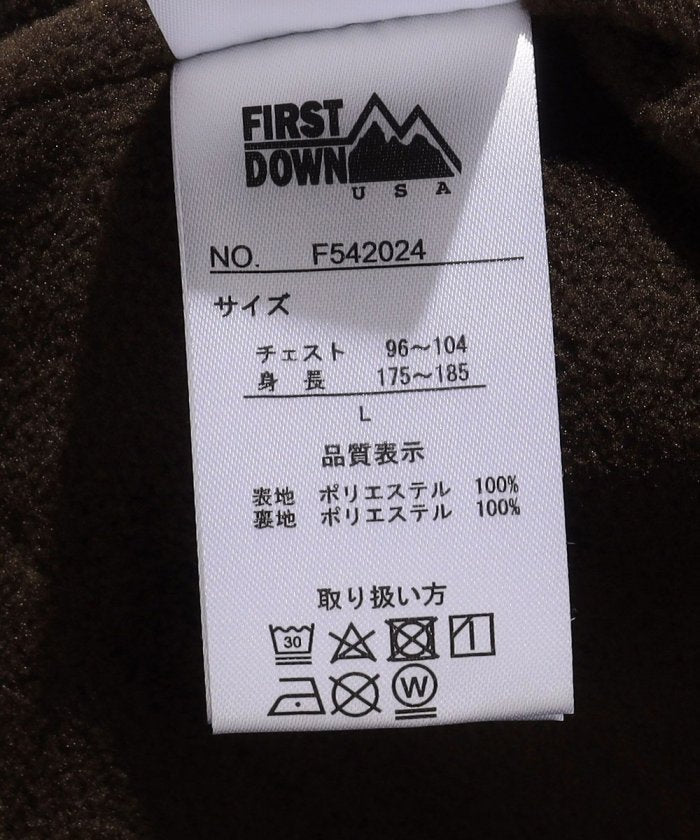 FIRST
DOWN
USA
NO. F542024
サイズ
チェスト 96〜104
身長 175〜185
L
品質表示
表地 ポリエステル 100%
裏地 ポリエステル 100%
取り扱い方
30
W